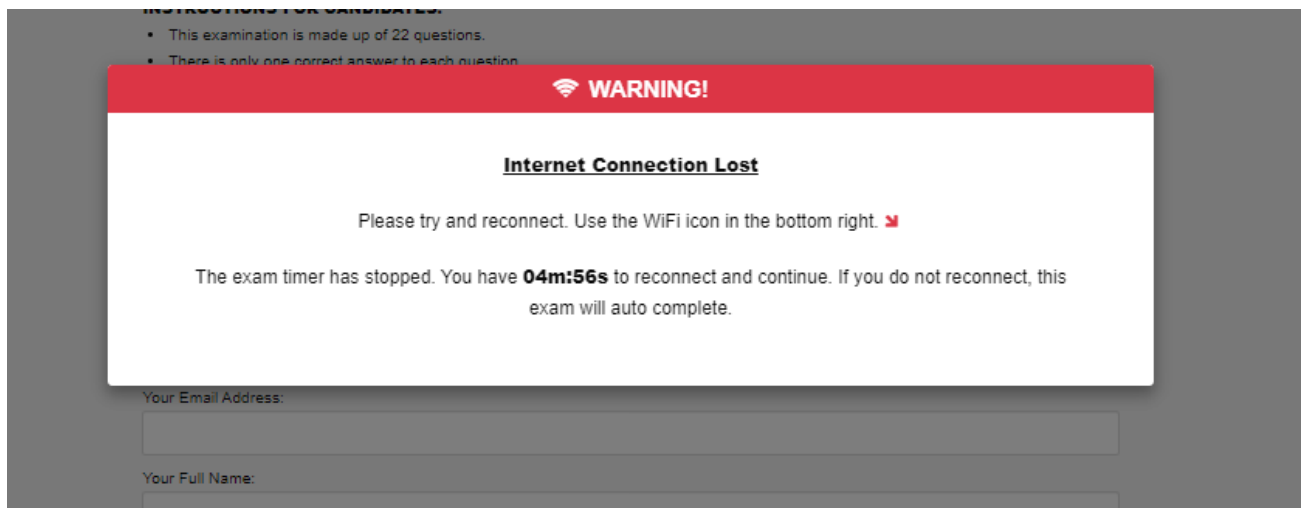 INSTRUCTIONS FOR CANDIDATES:
• This examination is made up of 22 questions.
• There is only one correct answer to each question
WARNING!
Internet Connection Lost
Please try and reconnect. Use the WiFi icon in the bottom right.
The exam timer has stopped. You have 04m:56s to reconnect and continue. If you do not reconnect, this
exam will auto complete.
Your Email Address:
Your Full Name: